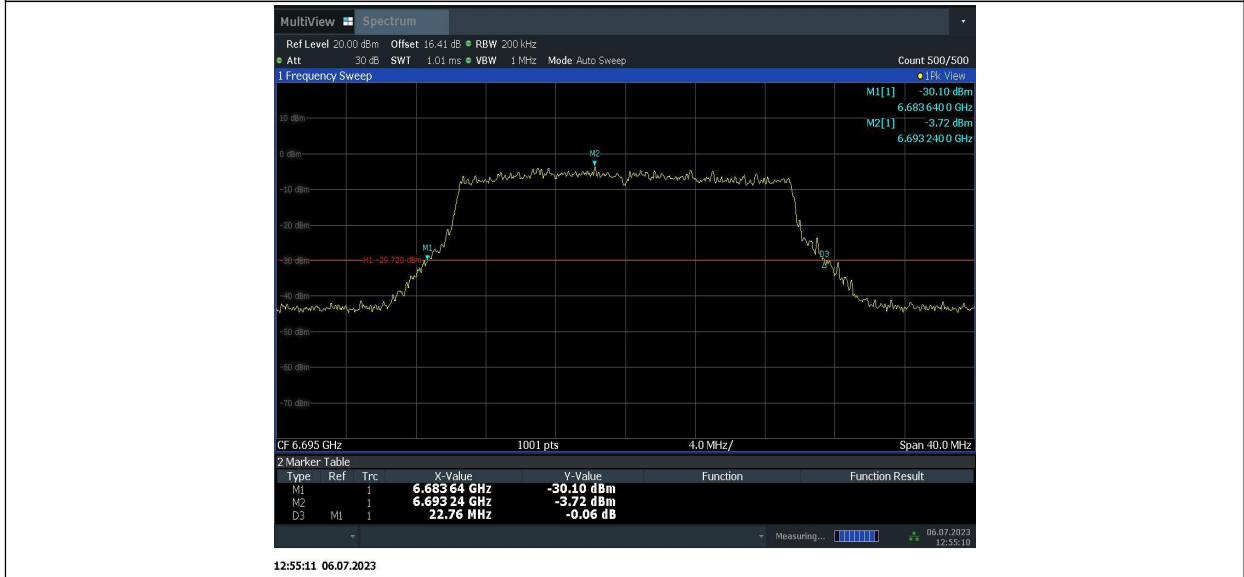 MultiView Spectrum
Ref Level 20.00 dBm Offset 16.41 dB RBW 200 kHz
Att 30 dB SWT 1.01 ms VBW 1 MHz Mode Auto Sweep Count 500/500
1 Frequency Sweep 1Pk View
M1[1] -30.10 dBm
6.683 640 0 GHz
M2[1] -3.72 dBm
6.693 240 0 GHz
10 dBm
0 dBm
M2
-10 dBm
-20 dBm
M1
D3
-30 dBm H1 -29.720 dBm
-40 dBm
-50 dBm
-60 dBm
-70 dBm
CF 6.695 GHz 1001 pts 4.0 MHz/ Span 40.0 MHz
2 Marker Table
Type Ref Trc X-Value Y-Value Function Function Result
M1 1 6.683 64 GHz -30.10 dBm
M2 1 6.693 24 GHz -3.72 dBm
D3 M1 1 22.76 MHz -0.06 dB
Measuring... 06.07.2023
12:55:10
12:55:11 06.07.2023